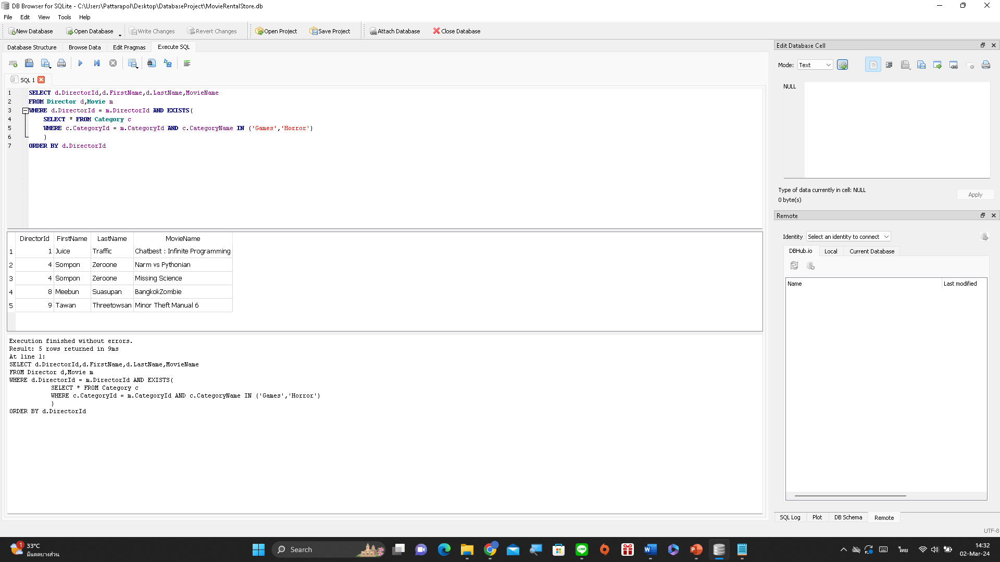 DB Browser for SQLite - C:\Users\Pattarapol\Desktop\DatabaseProject\MovieRentalStore.db
File Edit View Tools Help
New Database Open Database Write Changes Revert Changes Open Project Save Project Attach Database Close Database
Database Structure Browse Data Edit Pragmas Execute SQL
SQL 1
1 SELECT d.DirectorId,d.FirstName,d.LastName,MovieName
2 FROM Director d,Movie m
3 WHERE d.DirectorId = m.DirectorId AND EXISTS(
4 SELECT * FROM Category c
5 WHERE c.CategoryId = m.CategoryId AND c.CategoryName IN ('Games','Horror')
6 )
7 ORDER BY d.DirectorId
DirectorId FirstName LastName MovieName
1 1 Juice Traffic Chatbest : Infinite Programming
2 4 Sompon Zeroone Narm vs Pythonian
3 4 Sompon Zeroone Missing Science
4 8 Meebun Suasupan BangkokZombie
5 9 Tawan Threetowsan Minor Theft Manual 6
Execution finished without errors.
Result: 5 rows returned in 9ms
At line 1:
SELECT d.DirectorId,d.FirstName,d.LastName,MovieName
FROM Director d,Movie m
WHERE d.DirectorId = m.DirectorId AND EXISTS(
SELECT * FROM Category c
WHERE c.CategoryId = m.CategoryId AND c.CategoryName IN ('Games','Horror')
)
ORDER BY d.DirectorId
Edit Database Cell
Mode: Text
NULL
Type of data currently in cell: NULL
0 byte(s)
Apply
Remote
Identity Select an identity to connect
DBHub.io Local Current Database
Name Last modified
SQL Log Plot DB Schema Remote
UTF-8
1
33°C
มีแดดบางส่วน
Search
LINE
ไทย
14:32
02-Mar-24